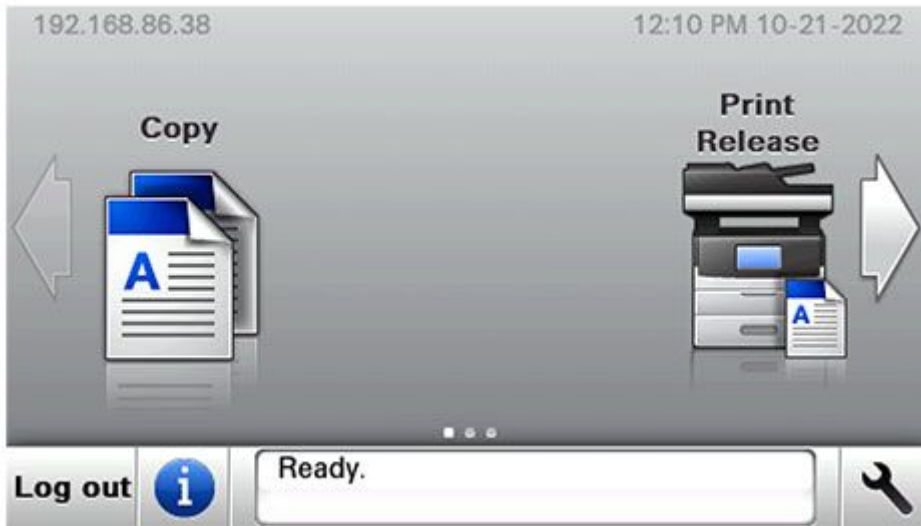 192.168.86.38
12:10 PM 10-21-2022
Copy
Print
Release
A
A
Log out
i
Ready.